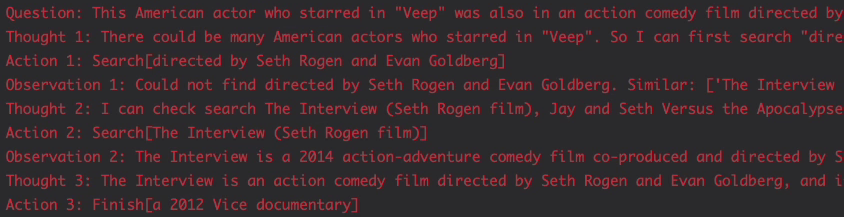 Question: This American actor who starred in "Veep" was also in an action comedy film directed by
Thought 1: There could be many American actors who starred in "Veep". So I can first search "dire
Action 1: Search[directed by Seth Rogen and Evan Goldberg]
Observation 1: Could not find directed by Seth Rogen and Evan Goldberg. Similar: ['The Interview
Thought 2: I can check search The Interview (Seth Rogen film), Jay and Seth Versus the Apocalypse
Action 2: Search[The Interview (Seth Rogen film)]
Observation 2: The Interview is a 2014 action-adventure comedy film co-produced and directed by S
Thought 3: The Interview is an action comedy film directed by Seth Rogen and Evan Goldberg, and i
Action 3: Finish[a 2012 Vice documentary]